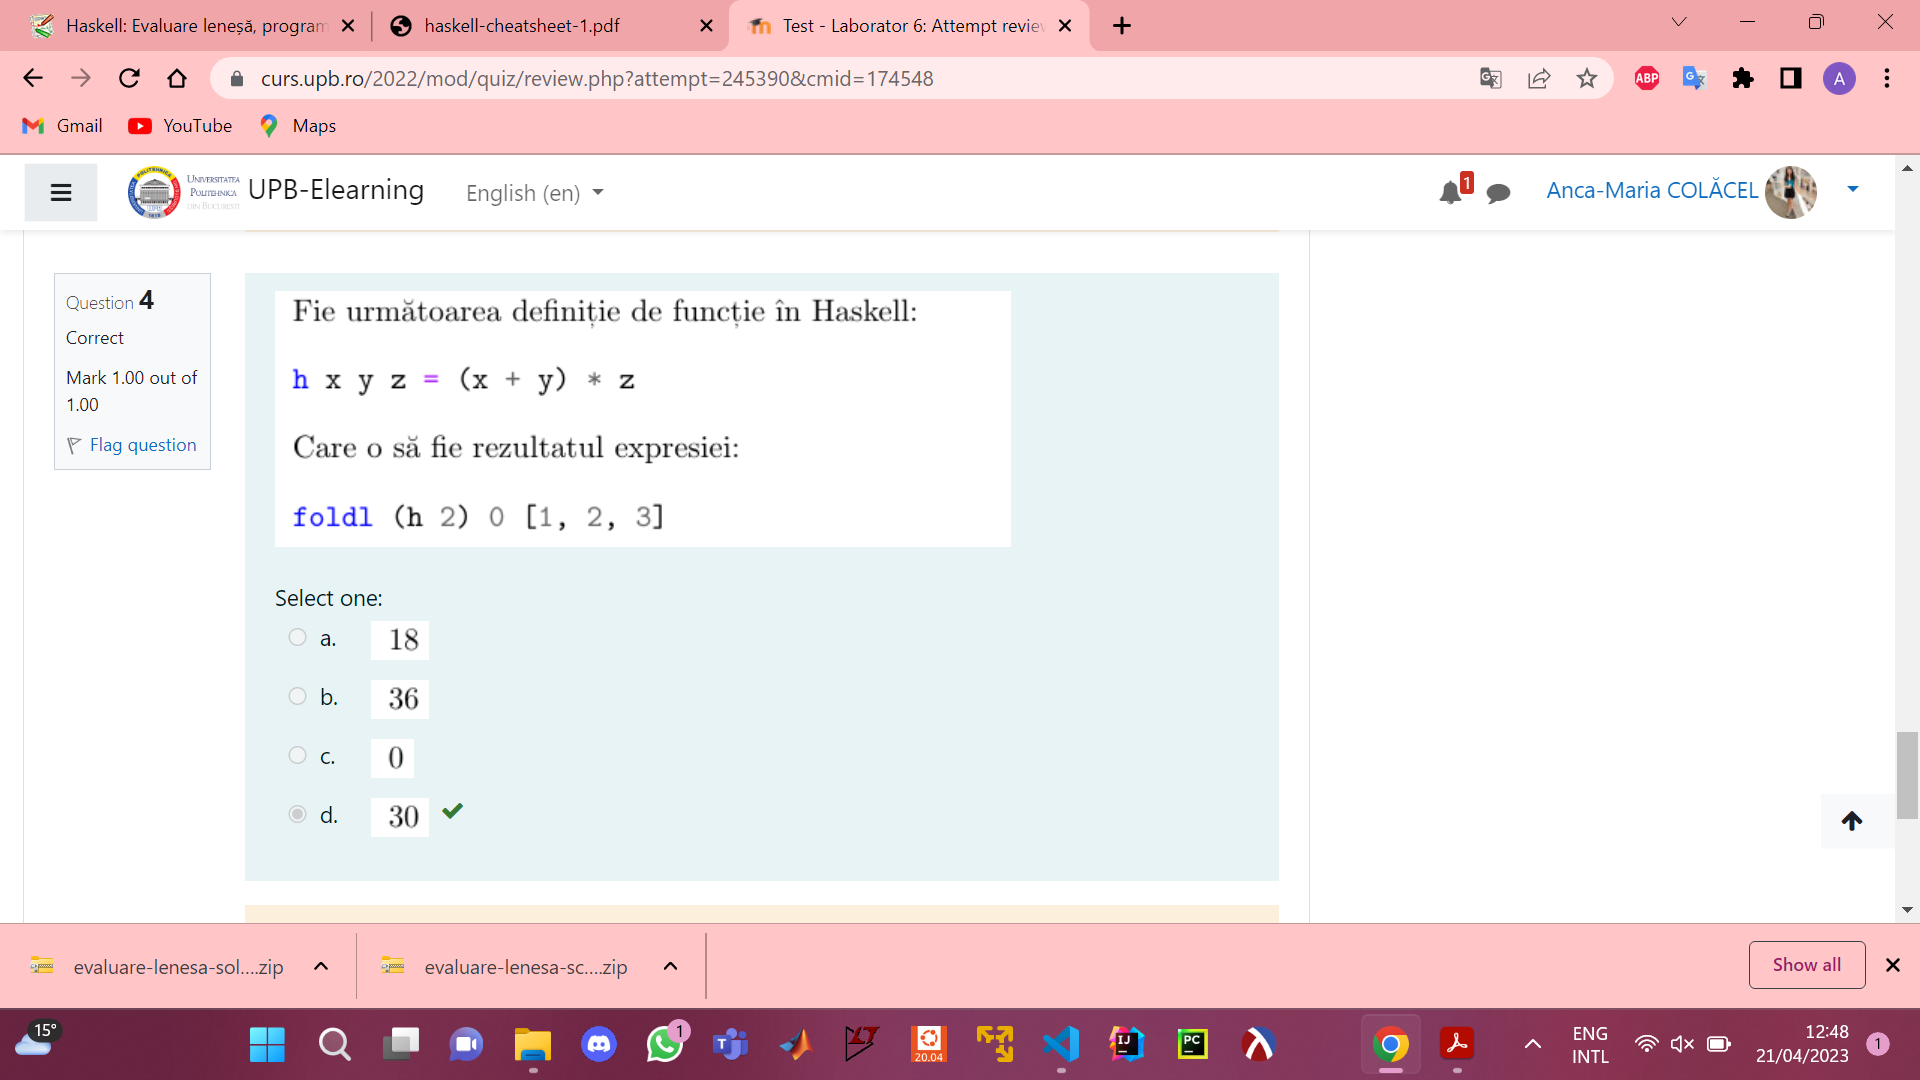 Haskell: Evaluare leneșă, program
haskell-cheatsheet-1.pdf
Test - Laborator 6: Attempt review
curs.upb.ro/2022/mod/quiz/review.php?attempt=245390&cmid=174548
ABP
A
Gmail
YouTube
Maps
UNIVERSITATEA
POLITEHNICA
DIN BUCUREȘTI
UPB-Elearning
English (en)
1
Anca-Maria COLĂCEL
Question 4
Correct
Mark 1.00 out of
1.00
Flag question
Fie următoarea definiție de funcție în Haskell:
h x y z = (x + y) * z
Care o să fie rezultatul expresiei:
foldl (h 2) 0 [1, 2, 3]
Select one:
a. 18
b. 36
c. 0
d. 30
evaluare-lenesa-sol....zip
evaluare-lenesa-sc....zip
Show all
15°
1
20.04
IJ
PC
ENG
INTL
12:48
21/04/2023
1